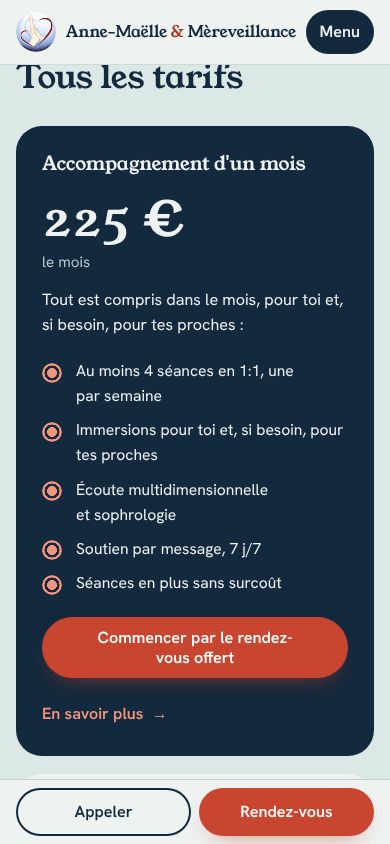 Anne-Maëlle & Mèreveillance
Menu
Tous les tarifs
Accompagnement d'un mois
225 €
le mois
Tout est compris dans le mois, pour toi et,
si besoin, pour tes proches :
Au moins 4 séances en 1:1, une
par semaine
Immersions pour toi et, si besoin, pour
tes proches
Écoute multidimensionnelle
et sophrologie
Soutien par message, 7 j/7
Séances en plus sans surcoût
Commencer par le rendez-
vous offert
En savoir plus →
Appeler
Rendez-vous